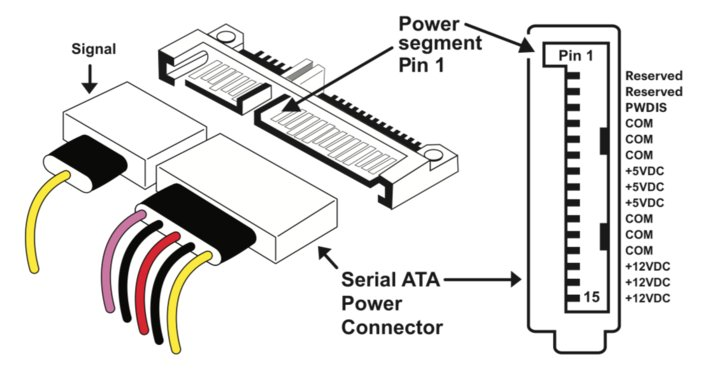 Signal
Power
segment
Pin 1
Pin 1
Reserved
Reserved
PWDIS
COM
COM
COM
+5VDC
+5VDC
+5VDC
COM
COM
COM
+12VDC
+12VDC
15 +12VDC
Serial ATA
Power
Connector